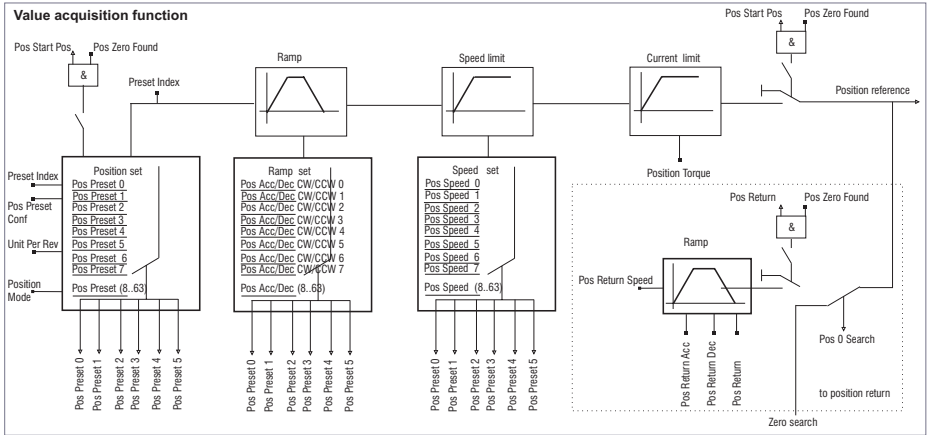 Value acquisition function
Pos Start Pos
Pos Zero Found
&
Preset Index
Ramp
Speed limit
Current limit
Pos Start Pos
Pos Zero Found
&
Position reference
Position Torque
Preset Index
Pos Preset
Conf
Unit Per Rev
Position
Mode
Position set
Pos Preset 0
Pos Preset 1
Pos Preset 2
Pos Preset 3
Pos Preset 4
Pos Preset 5
Pos Preset 6
Pos Preset 7
Pos Preset (8..63)
Ramp set
Pos Acc/Dec CW/CCW 0
Pos Acc/Dec CW/CCW 1
Pos Acc/Dec CW/CCW 2
Pos Acc/Dec CW/CCW 3
Pos Acc/Dec CW/CCW 4
Pos Acc/Dec CW/CCW 5
Pos Acc/Dec CW/CCW 6
Pos Acc/Dec CW/CCW 7
Pos Acc/Dec (8..63)
Speed set
Pos Speed 0
Pos Speed 1
Pos Speed 2
Pos Speed 3
Pos Speed 4
Pos Speed 5
Pos Speed 6
Pos Speed 7
Pos Speed (8..63)
Pos Preset 0
Pos Preset 1
Pos Preset 2
Pos Preset 3
Pos Preset 4
Pos Preset 5
Pos Preset 0
Pos Preset 1
Pos Preset 2
Pos Preset 3
Pos Preset 4
Pos Preset 5
Pos Preset 0
Pos Preset 1
Pos Preset 2
Pos Preset 3
Pos Preset 4
Pos Preset 5
Pos Return
Pos Zero Found
&
Ramp
Pos Return Speed
Pos Return Acc
Pos Return Dec
Pos Return
Pos 0 Search
to position return
Zero search